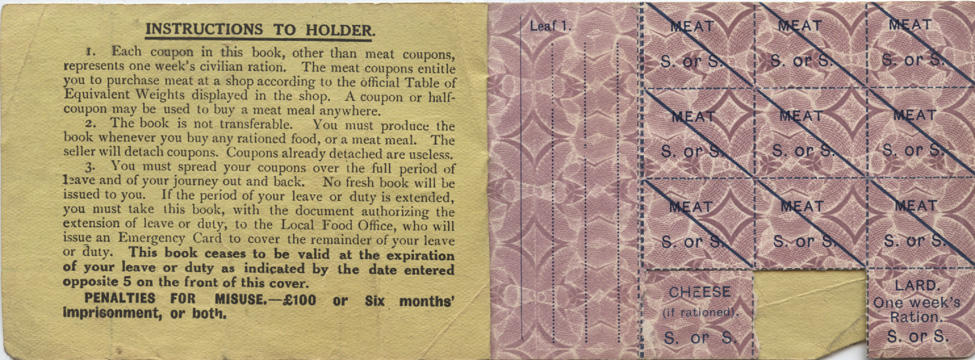 INSTRUCTIONS TO HOLDER.
1. Each coupon in this book, other than meat coupons,
represents one week's civilian ration. The meat coupons entitle
you to purchase meat at a shop according to the official Table of
Equivalent Weights displayed in the shop. A coupon or half-
coupon may be used to buy a meat meal anywhere.
2. The book is not transferable. You must produce the
book whenever you buy any rationed food, or a meat meal. The
seller will detach coupons. Coupons already detached are useless.
3. You must spread your coupons over the full period of
leave and of your journey out and back. No fresh book will be
issued to you. If the period of your leave or duty is extended,
you must take this book, with the document authorizing the
extension of leave or duty, to the Local Food Office, who will
issue an Emergency Card to cover the remainder of your leave
or duty. This book ceases to be valid at the expiration
of your leave or duty as indicated by the date entered
opposite 5 on the front of this cover.
PENALTIES FOR MISUSE.—£100 or Six months'
Imprisonment, or both.
Leaf 1.
MEAT MEAT MEAT
S. or S. S. or S. S. or S.
MEAT MEAT MEAT
S. or S. S. or S. S. or S.
MEAT MEAT MEAT
S. or S. S. or S. S. or S.
CHEESE
(if rationed).
S. or S.
LARD.
One week's
Ration.
S. or S.